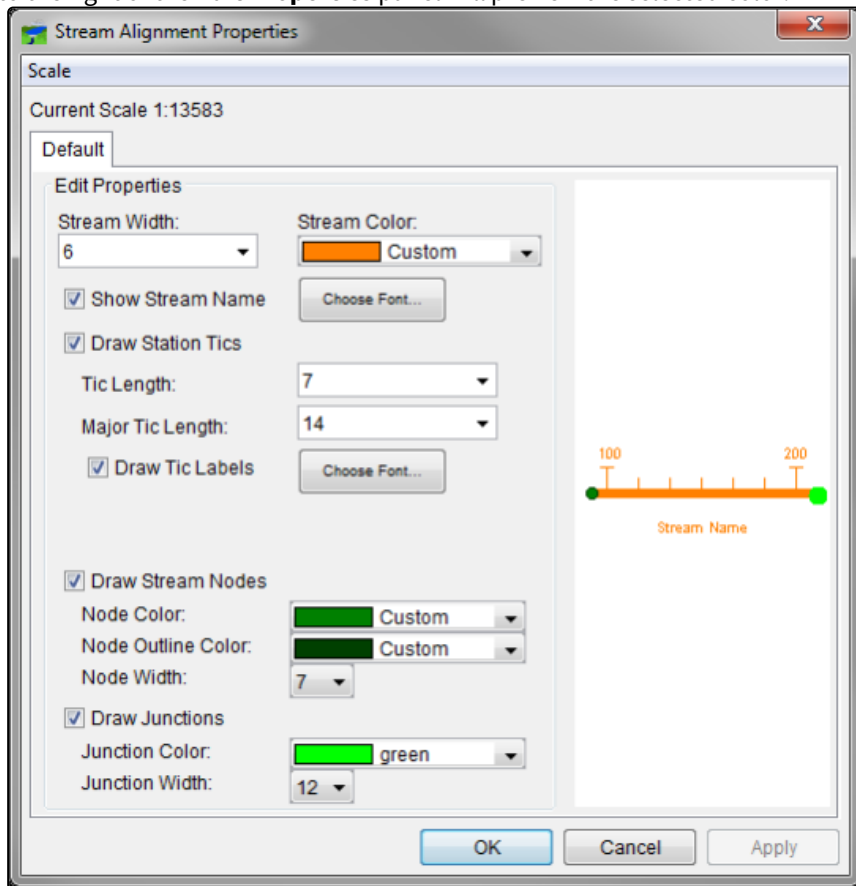 Stream Alignment Properties
Scale
Current Scale 1:13583
Default
Edit Properties
Stream Width: Stream Color:
6 Custom
Show Stream Name Choose Font...
Draw Station Tics
Tic Length: 7
Major Tic Length: 14
Draw Tic Labels Choose Font...
100 200
Stream Name
Draw Stream Nodes
Node Color: Custom
Node Outline Color: Custom
Node Width: 7
Draw Junctions
Junction Color: green
Junction Width: 12
OK Cancel Apply